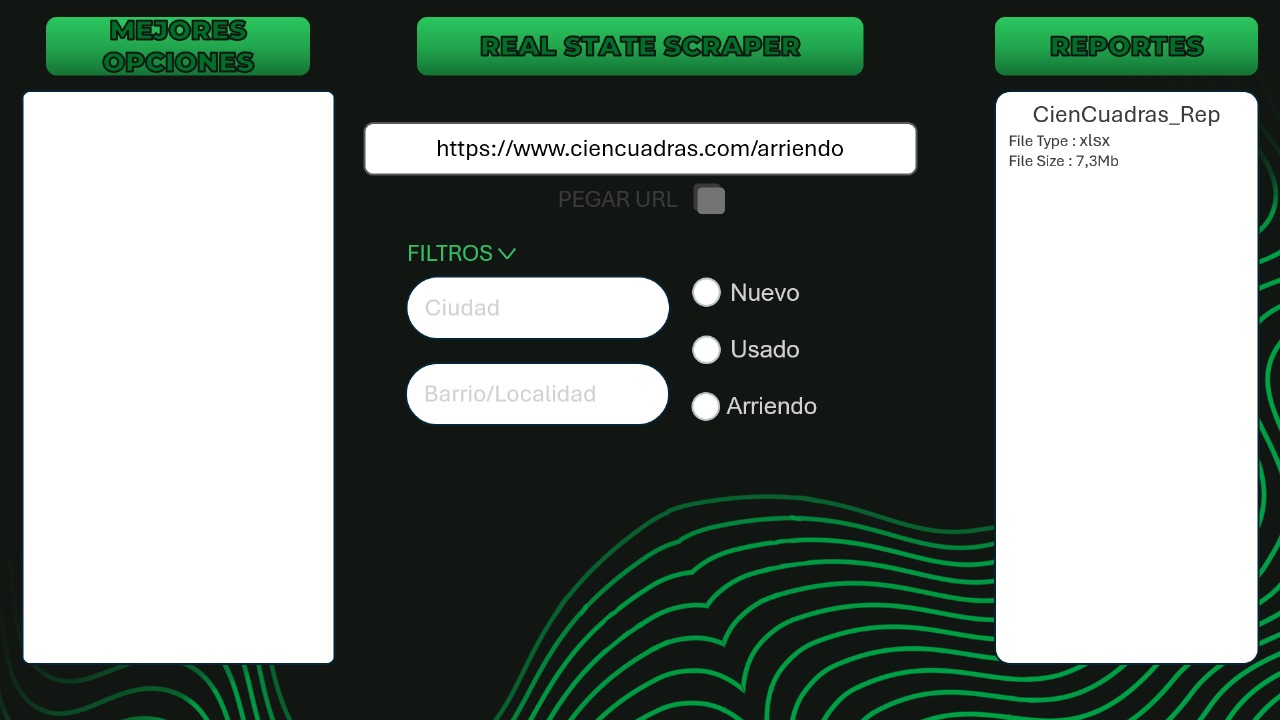 MEJORES
OPCIONES
REAL STATE SCRAPER
REPORTES
https://www.ciencuadras.com/arriendo
PEGAR URL
FILTROS
Ciudad
Barrio/Localidad
Nuevo
Usado
Arriendo
CienCuadras_Rep
File Type : xlsx
File Size : 7,3Mb